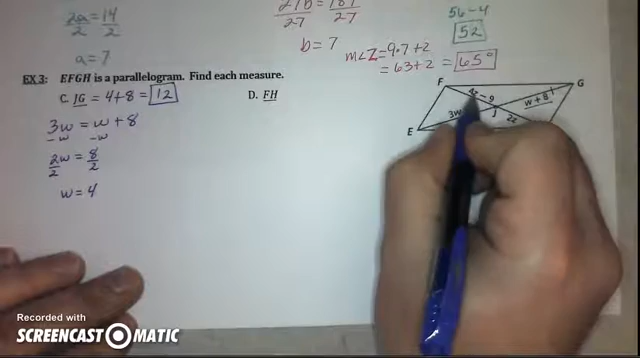 2a = 14
2 2
a = 7
27b = 189
27 27
b = 7
56 - 4
52
m∠Z = 9·7+2
= 63+2 = 65°
EX 3: EFGH is a parallelogram. Find each measure.
C. JG = 4+8 = 12
D. FH
3w = w + 8
-w -w
2w = 8
2 2
w = 4
F
G
4z - 9
w + 8
3w
J
2z
E
Recorded with
SCREENCAST O MATIC